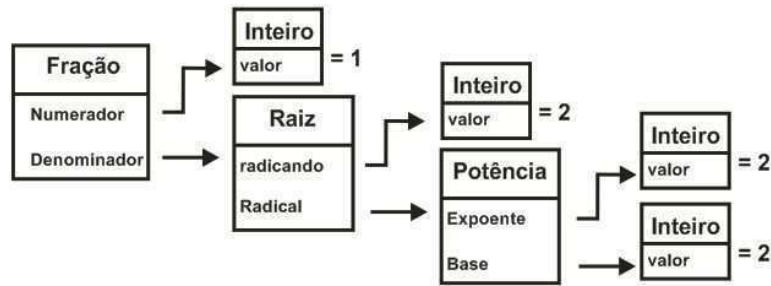 Fração
Numerador
Denominador
Inteiro
valor
= 1
Raiz
radicando
Radical
Inteiro
valor
= 2
Potência
Expoente
Base
Inteiro
valor
= 2
Inteiro
valor
= 2